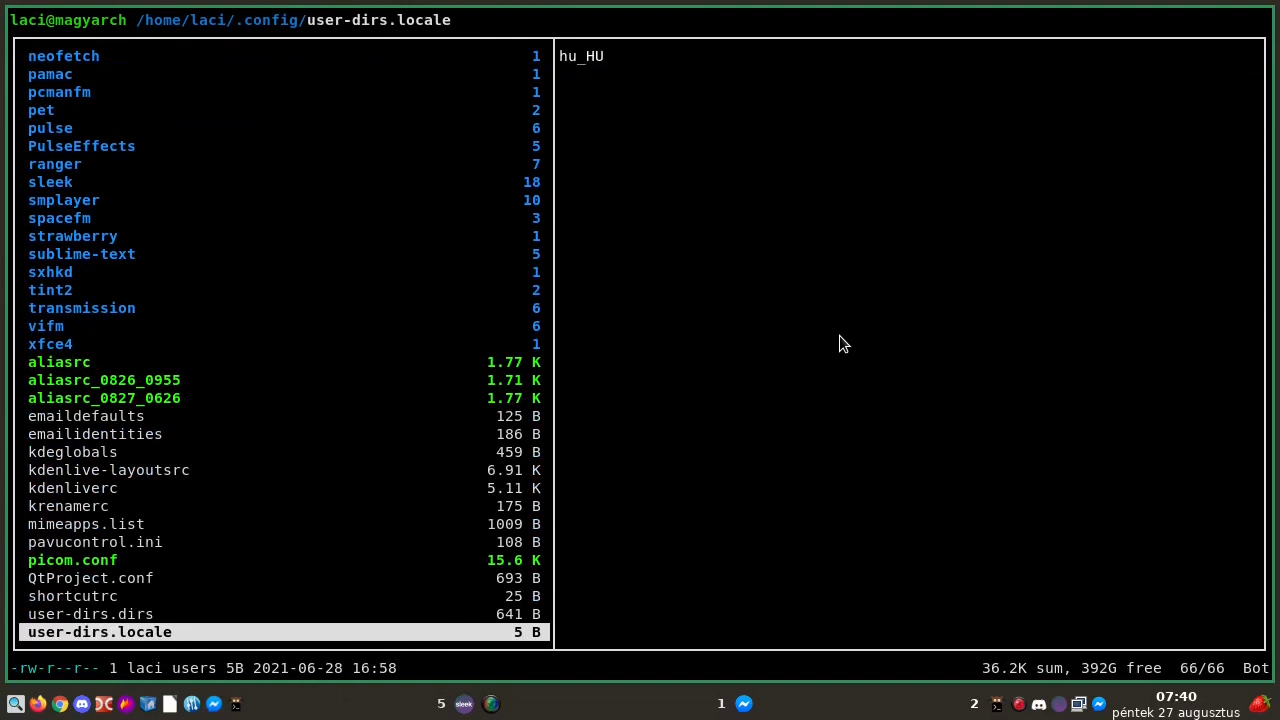 laci@magyarch /home/laci/.config/user-dirs.locale
neofetch 1
pamac 1
pcmanfm 1
pet 2
pulse 6
PulseEffects 5
ranger 7
sleek 18
smplayer 10
spacefm 3
strawberry 1
sublime-text 5
sxhkd 1
tint2 2
transmission 6
vifm 6
xfce4 1
aliasrc 1.77 K
aliasrc_0826_0955 1.71 K
aliasrc_0827_0626 1.77 K
emaildefaults 125 B
emailidentities 186 B
kdeglobals 459 B
kdenlive-layoutsrc 6.91 K
kdenliverc 5.11 K
krenamerc 175 B
mimeapps.list 1009 B
pavucontrol.ini 108 B
picom.conf 15.6 K
QtProject.conf 693 B
shortcutrc 25 B
user-dirs.dirs 641 B
user-dirs.locale 5 B
hu_HU
-rw-r--r-- 1 laci users 5B 2021-06-28 16:58 36.2K sum, 392G free 66/66 Bot
5 sleek 1 2 07:40
péntek 27 augusztus